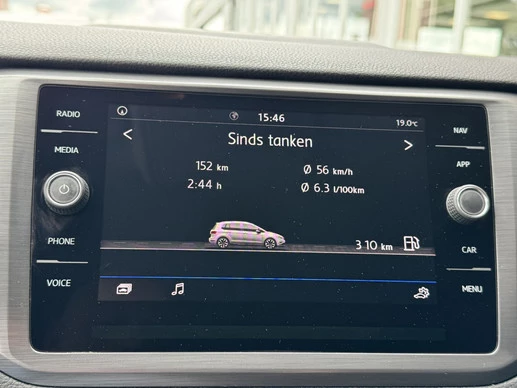 RADIO
MEDIA
PHONE
VOICE
15:46
19.0°C
Sinds tanken
152 km
Ø 56 km/h
2:44 h
Ø 6.3 l/100km
310 km
NAV
APP
CAR
MENU